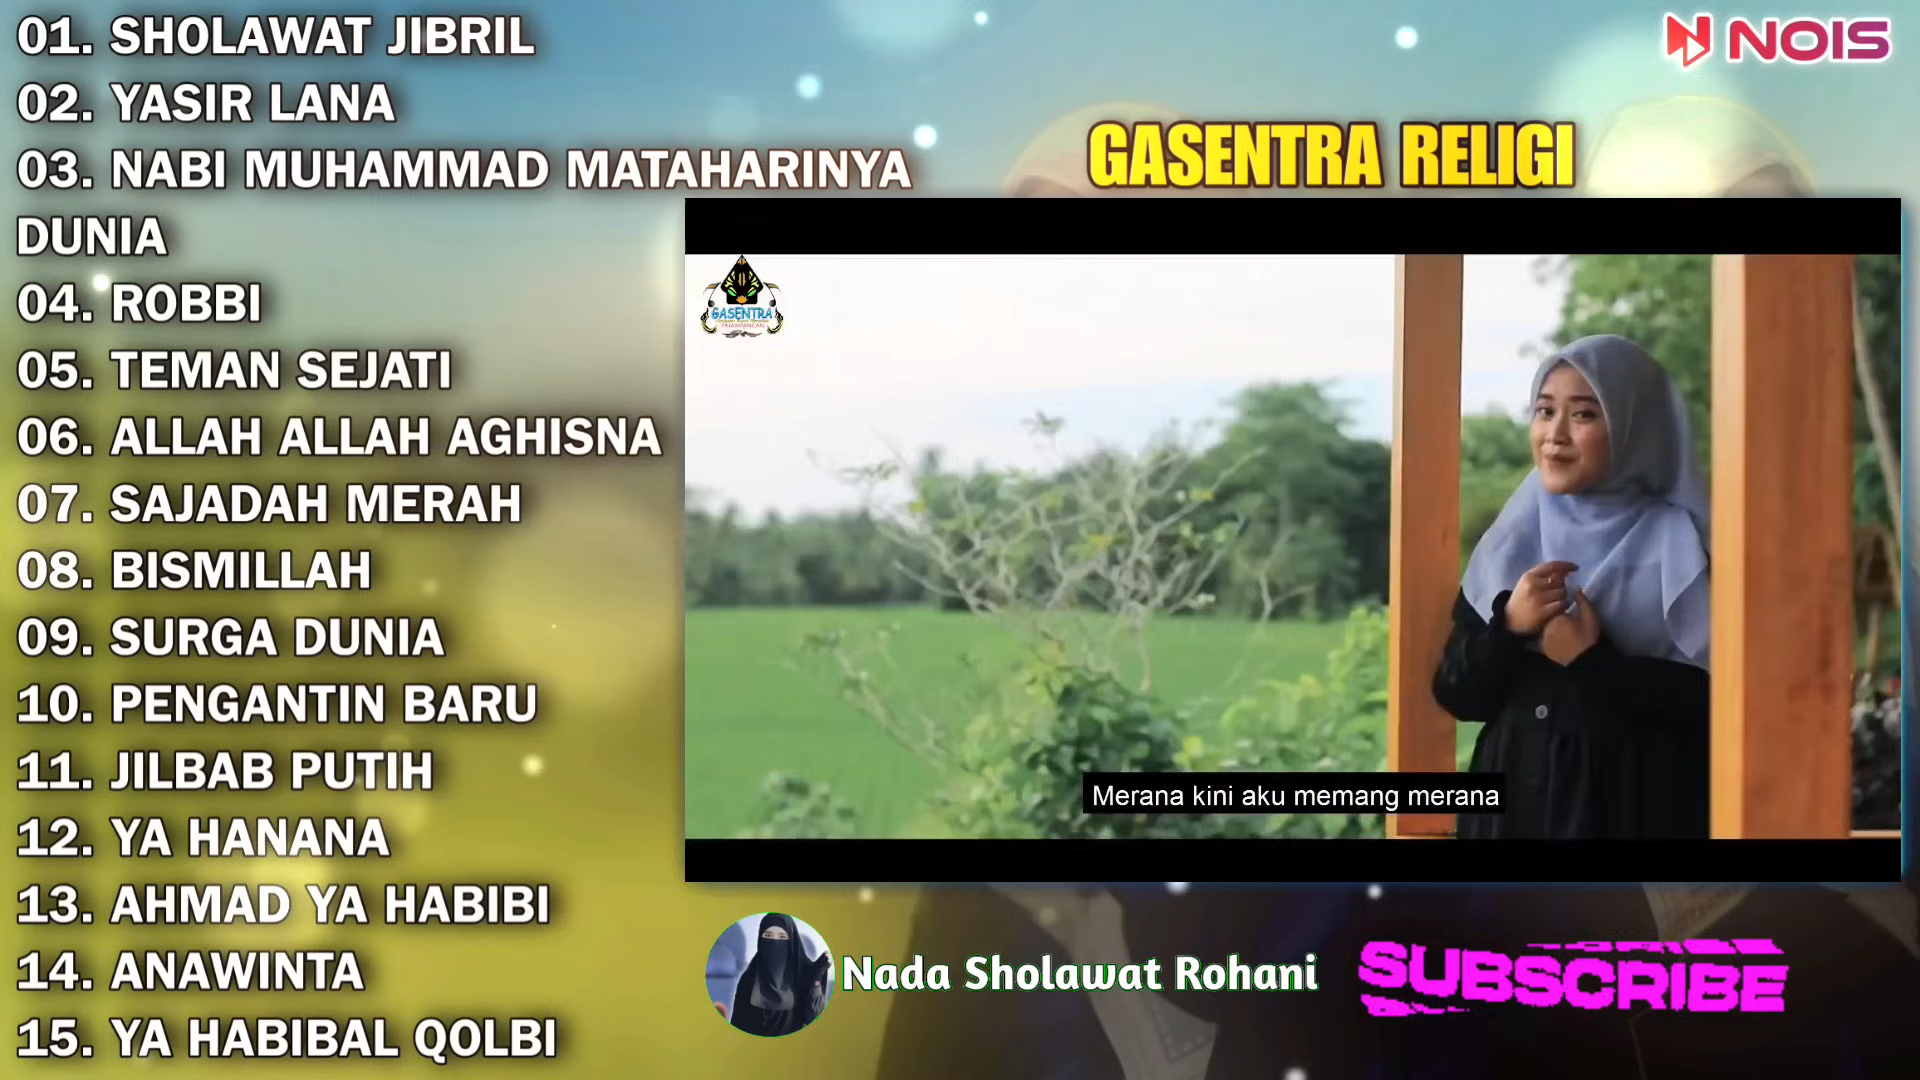 01. SHOLAWAT JIBRIL
02. YASIR LANA
03. NABI MUHAMMAD MATAHARINYA
DUNIA
04. ROBBI
05. TEMAN SEJATI
06. ALLAH ALLAH AGHISNA
07. SAJADAH MERAH
08. BISMILLAH
09. SURGA DUNIA
10. PENGANTIN BARU
11. JILBAB PUTIH
12. YA HANANA
13. AHMAD YA HABIBI
14. ANAWINTA
15. YA HABIBAL QOLBI
NOIS
GASENTRA RELIGI
GASENTRA
PAJAMPANGAN
Merana kini aku memang merana
Nada Sholawat Rohani
SUBSCRIBE